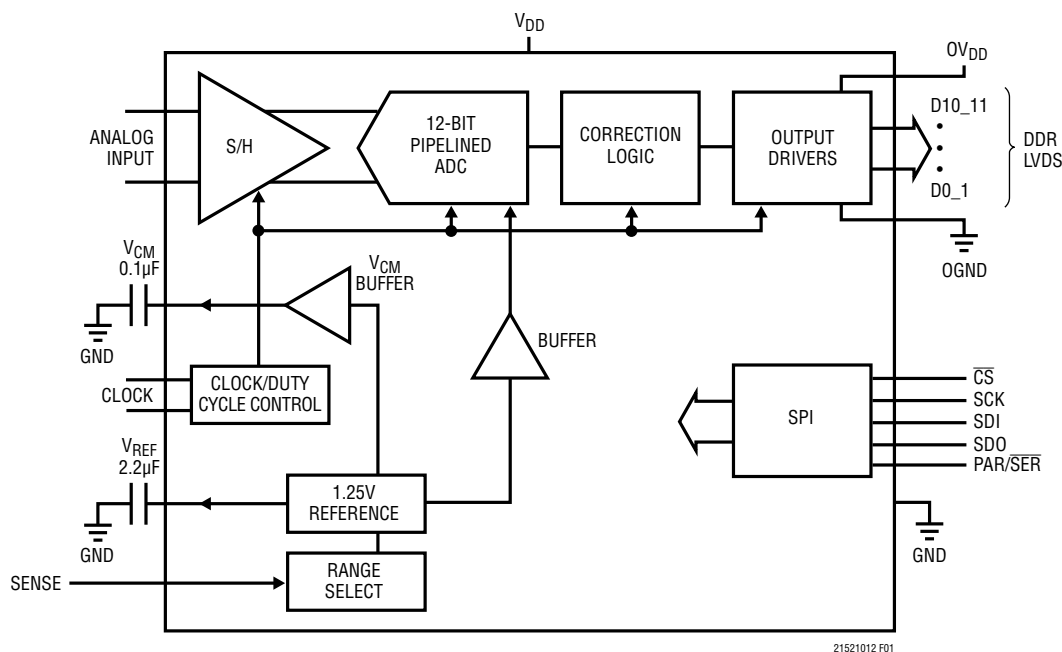 VDD
OVDD
ANALOG
INPUT
S/H
12-BIT
PIPELINED
ADC
CORRECTION
LOGIC
OUTPUT
DRIVERS
D10_11
•
•
•
D0_1
DDR
LVDS
OGND
VCM
0.1µF
GND
VCM
BUFFER
BUFFER
CLOCK
CLOCK/DUTY
CYCLE CONTROL
SPI
C̅S̅
SCK
SDI
SDO
PAR/S̅E̅R̅
GND
VREF
2.2µF
GND
1.25V
REFERENCE
SENSE
RANGE
SELECT
21521012 F01